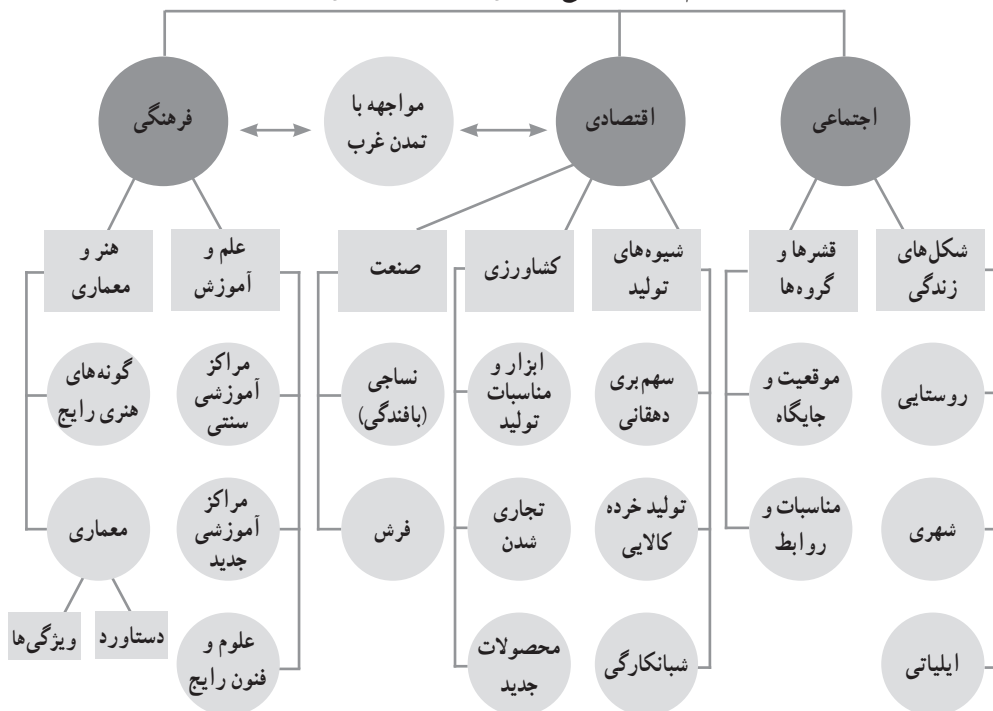 اجتماعی
اقتصادی
مواجهه با
تمدن غرب
فرهنگی
شکل‌های
زندگی
قشرها و
گروه‌ها
شیوه‌های
تولید
کشاورزی
صنعت
علم و
آموزش
هنر و
معماری
روستایی
موقعیت و
جایگاه
سهم‌بری
دهقانی
ابزار و
مناسبات
تولید
نساجی
(بافندگی)
مراکز
آموزشی
سنتی
گونه‌های
هنری رایج
شهری
مناسبات و
روابط
تولید خرده
کالایی
تجاری
شدن
فرش
مراکز
آموزشی
جدید
معماری
ایلیاتی
شبانکارگی
محصولات
جدید
علوم و
فنون رایج
دستاورد
ویژگی‌ها